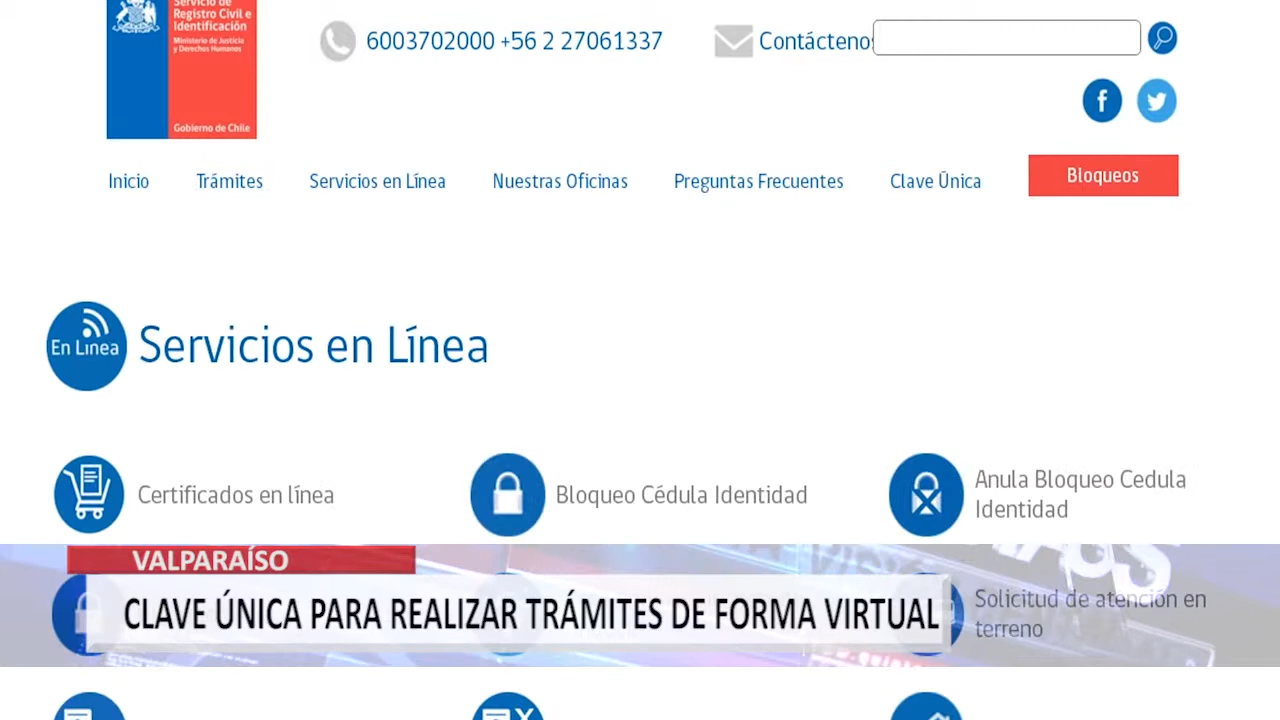 Servicio de
Registro Civil e
Identificación
Ministerio de Justicia
y Derechos Humanos
Gobierno de Chile
6003702000 +56 2 27061337
Contáctenos
Inicio
Trámites
Servicios en Línea
Nuestras Oficinas
Preguntas Frecuentes
Clave Única
Bloqueos
En Línea
Servicios en Línea
Certificados en línea
Bloqueo Cédula Identidad
Anula Bloqueo Cedula
Identidad
VALPARAÍSO
CLAVE ÚNICA PARA REALIZAR TRÁMITES DE FORMA VIRTUAL
Solicitud de atención en
terreno